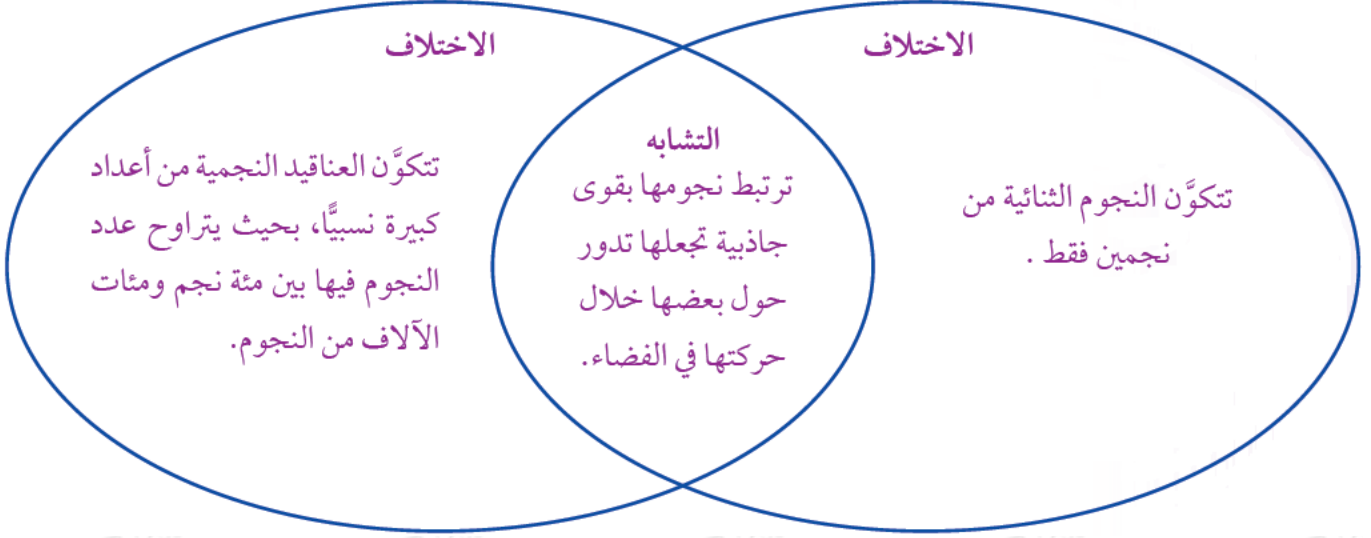 الاختلاف
تتكوَّن النجوم الثنائية من
نجمين فقط .
التشابه
ترتبط نجومها بقوى
جاذبية تجعلها تدور
حول بعضها خلال
حركتها في الفضاء.
الاختلاف
تتكوَّن العناقيد النجمية من أعداد
كبيرة نسبيًّا، بحيث يتراوح عدد
النجوم فيها بين مئة نجم ومئات
الآلاف من النجوم.